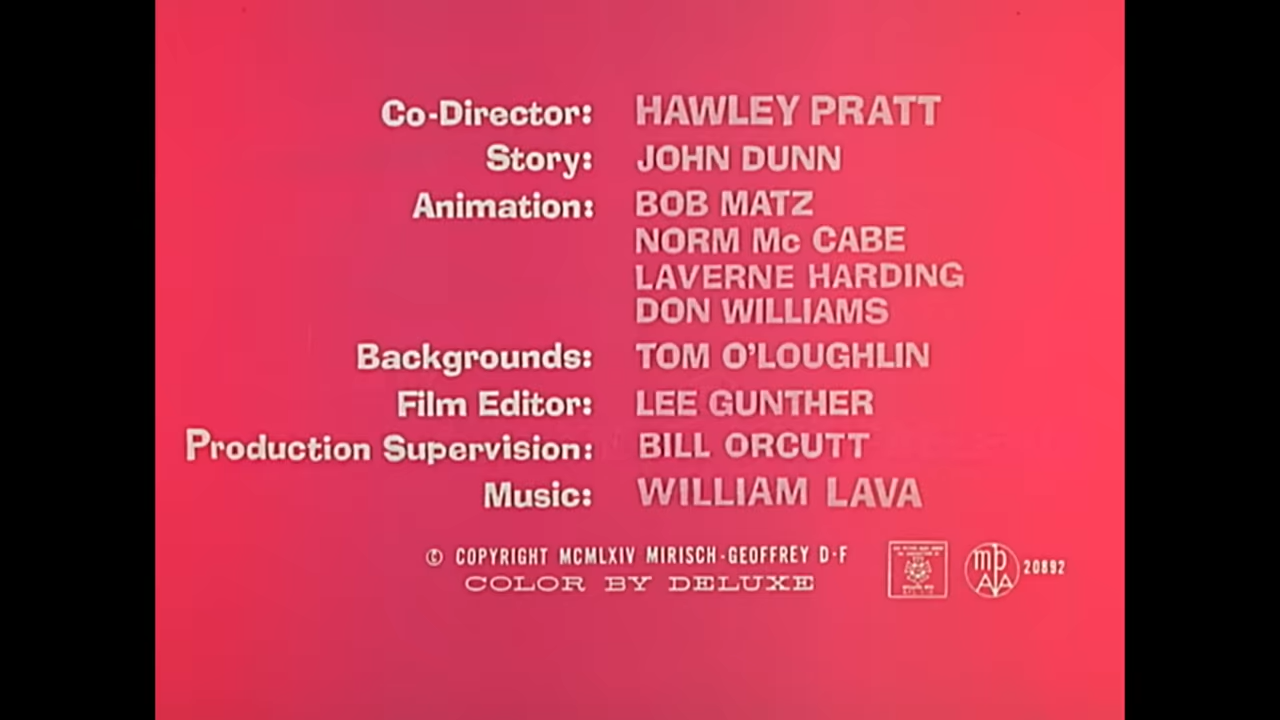 Co-Director: HAWLEY PRATT
Story: JOHN DUNN
Animation: BOB MATZ
NORM Mc CABE
LAVERNE HARDING
DON WILLIAMS
Backgrounds: TOM O'LOUGHLIN
Film Editor: LEE GUNTHER
Production Supervision: BILL ORCUTT
Music: WILLIAM LAVA
© COPYRIGHT MCMLXIV MIRISCH-GEOFFREY D-F
COLOR BY DELUXE
mp
AA
20892